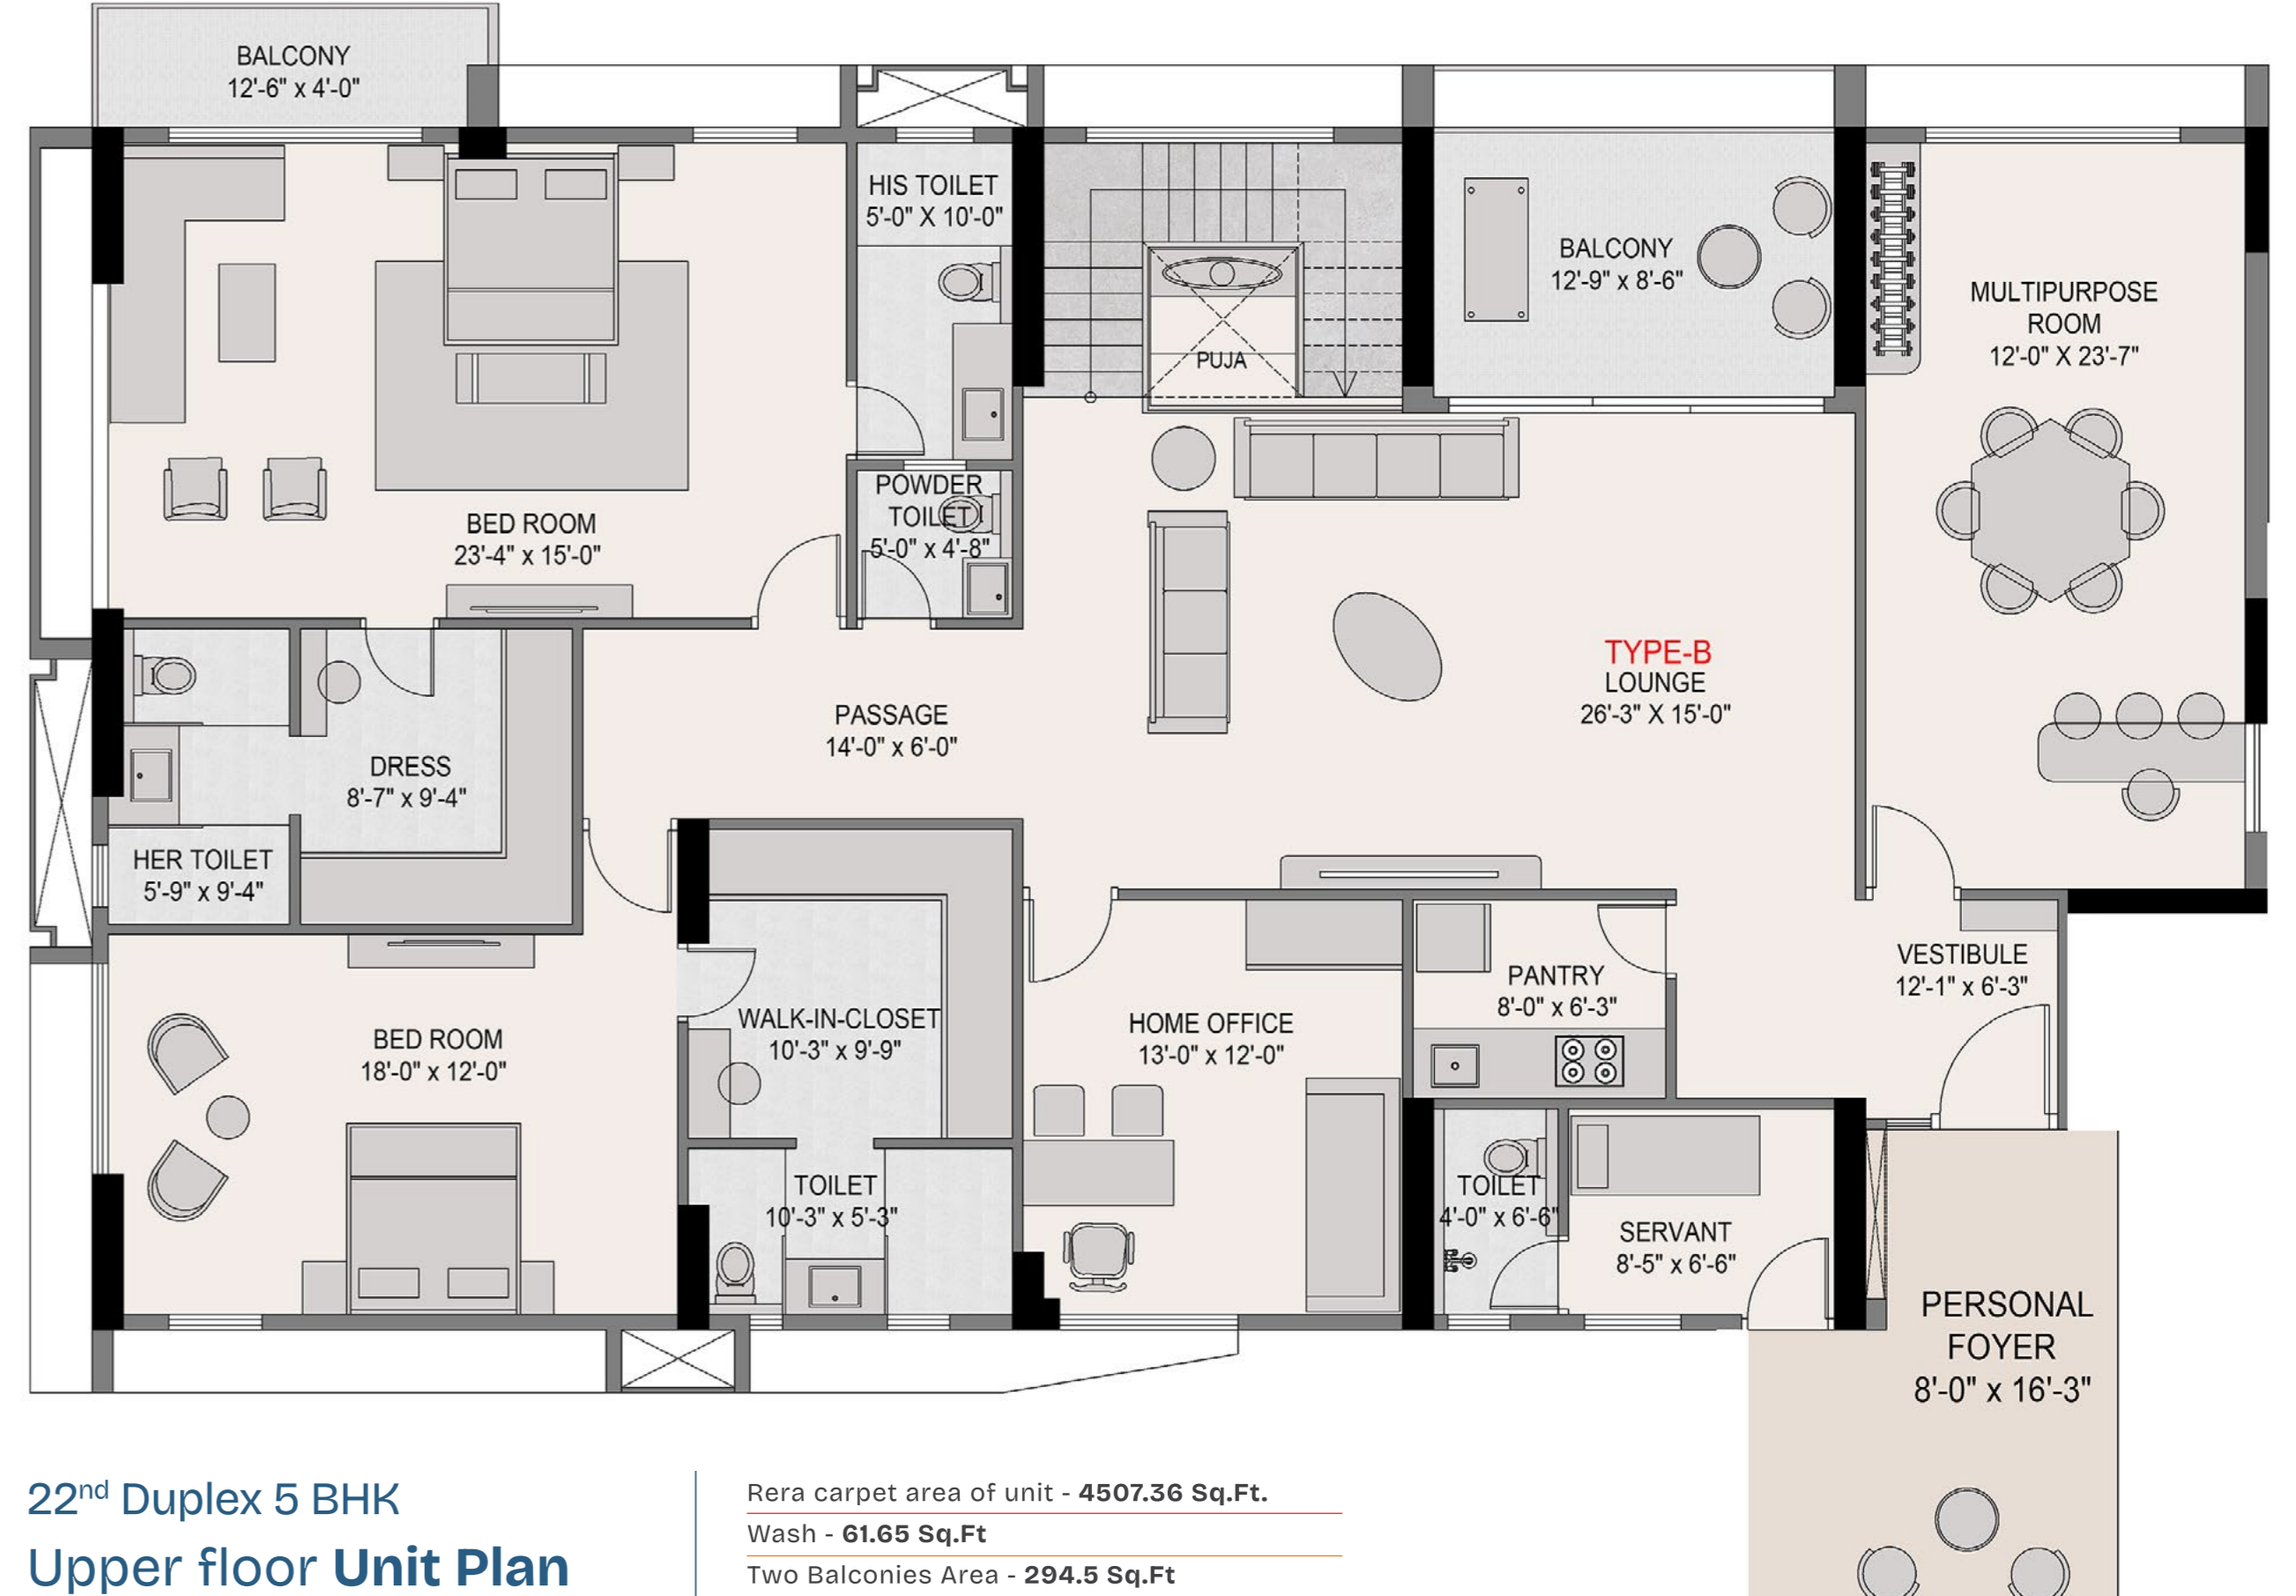 BALCONY
12'-6" x 4'-0"
HIS TOILET
5'-0" X 10'-0"
BALCONY
12'-9" x 8'-6"
MULTIPURPOSE
ROOM
12'-0" X 23'-7"
PUJA
POWDER
TOILET
5'-0" x 4'-8"
BED ROOM
23'-4" x 15'-0"
TYPE-B
LOUNGE
26'-3" X 15'-0"
PASSAGE
14'-0" x 6'-0"
DRESS
8'-7" x 9'-4"
HER TOILET
5'-9" x 9'-4"
VESTIBULE
12'-1" x 6'-3"
PANTRY
8'-0" x 6'-3"
WALK-IN-CLOSET
10'-3" x 9'-9"
HOME OFFICE
13'-0" x 12'-0"
BED ROOM
18'-0" x 12'-0"
TOILET
10'-3" x 5'-3"
TOILET
4'-0" x 6'-6"
SERVANT
8'-5" x 6'-6"
PERSONAL
FOYER
8'-0" x 16'-3"
22nd Duplex 5 BHK
Upper floor Unit Plan
Rera carpet area of unit - 4507.36 Sq.Ft.
Wash - 61.65 Sq.Ft
Two Balconies Area - 294.5 Sq.Ft